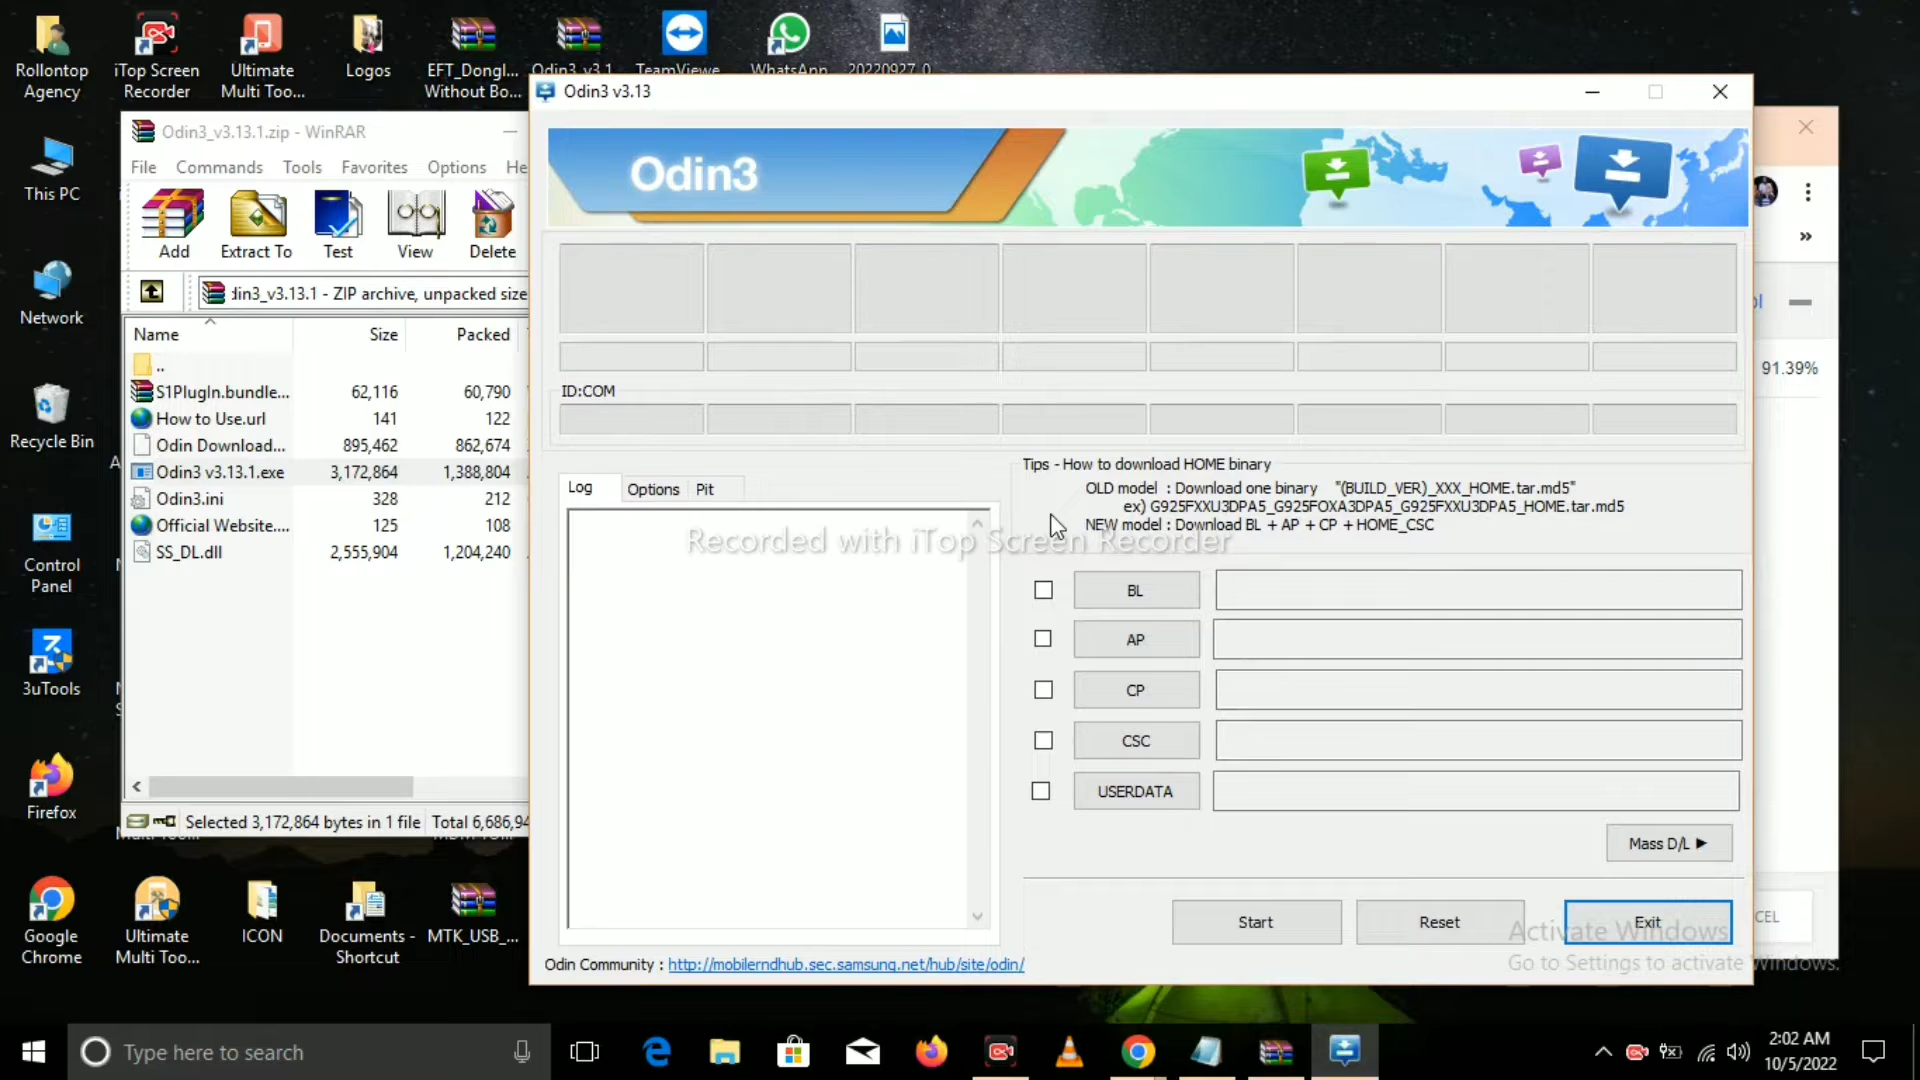 Rollontop
Agency
iTop Screen
Recorder
Ultimate
Multi Too...
Logos
EFT_Dongl...
Without Bo...
Odin3_v3.1
TeamViewe
WhatsApp
20220927_0
This PC
Network
Recycle Bin
Control
Panel
3uTools
Firefox
Google
Chrome
Ultimate
Multi Too...
ICON
Documents -
Shortcut
MTK_USB_...
Odin3_v3.13.1.zip - WinRAR
File Commands Tools Favorites Options He
Add Extract To Test View Delete
din3_v3.13.1 - ZIP archive, unpacked size
Name Size Packed
..
S1PlugIn.bundle... 62,116 60,790
How to Use.url 141 122
Odin Download... 895,462 862,674
Odin3 v3.13.1.exe 3,172,864 1,388,804
Odin3.ini 328 212
Official Website.... 125 108
SS_DL.dll 2,555,904 1,204,240
Selected 3,172,864 bytes in 1 file Total 6,686,94
Odin3 v3.13
Odin3
ID:COM
Log Options Pit
Tips - How to download HOME binary
OLD model : Download one binary "(BUILD_VER)_XXX_HOME.tar.md5"
ex) G925FXXU3DPA5_G925FOXA3DPA5_G925FXXU3DPA5_HOME.tar.md5
NEW model : Download BL + AP + CP + HOME_CSC
Recorded with iTop Screen Recorder
BL
AP
CP
CSC
USERDATA
Mass D/L ►
Start Reset Exit
Odin Community : http://mobilerndhub.sec.samsung.net/hub/site/odin/
»
91.39%
CEL
Activate Windows
Go to Settings to activate Windows.
Type here to search
2:02 AM
10/5/2022